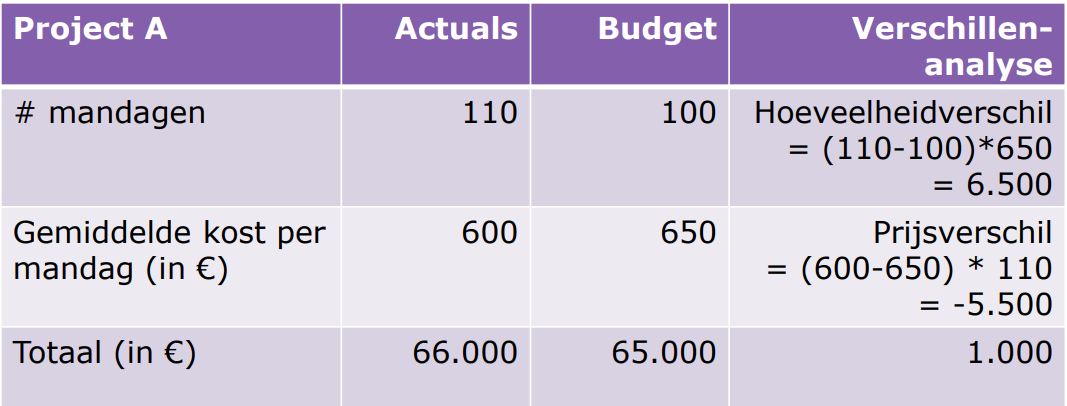 Project A Actuals Budget Verschillen-
analyse
# mandagen 110 100 Hoeveelheidverschil
= (110-100)*650
= 6.500
Gemiddelde kost per 600 650 Prijsverschil
mandag (in €) = (600-650) * 110
= -5.500
Totaal (in €) 66.000 65.000 1.000